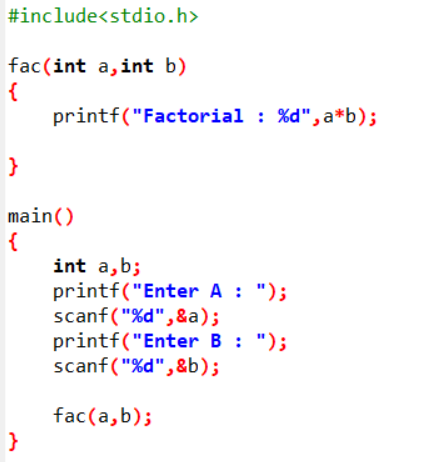 #include<stdio.h>
fac(int a,int b)
{
printf("Factorial : %d",a*b);
}
main()
{
int a,b;
printf("Enter A : ");
scanf("%d",&a);
printf("Enter B : ");
scanf("%d",&b);
fac(a,b);
}